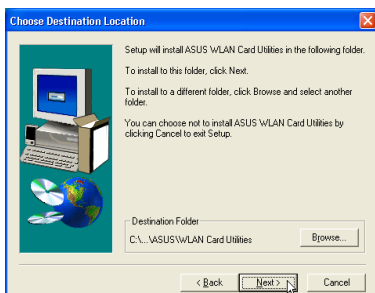 Choose Destination Location
Setup will install ASUS WLAN Card Utilities in the following folder.
To install to this folder, click Next.
To install to a different folder, click Browse and select another
folder.
You can choose not to install ASUS WLAN Card Utilities by
clicking Cancel to exit Setup.
Destination Folder
C:\...\ASUS\WLAN Card Utilities
Browse...
< Back
Next >
Cancel